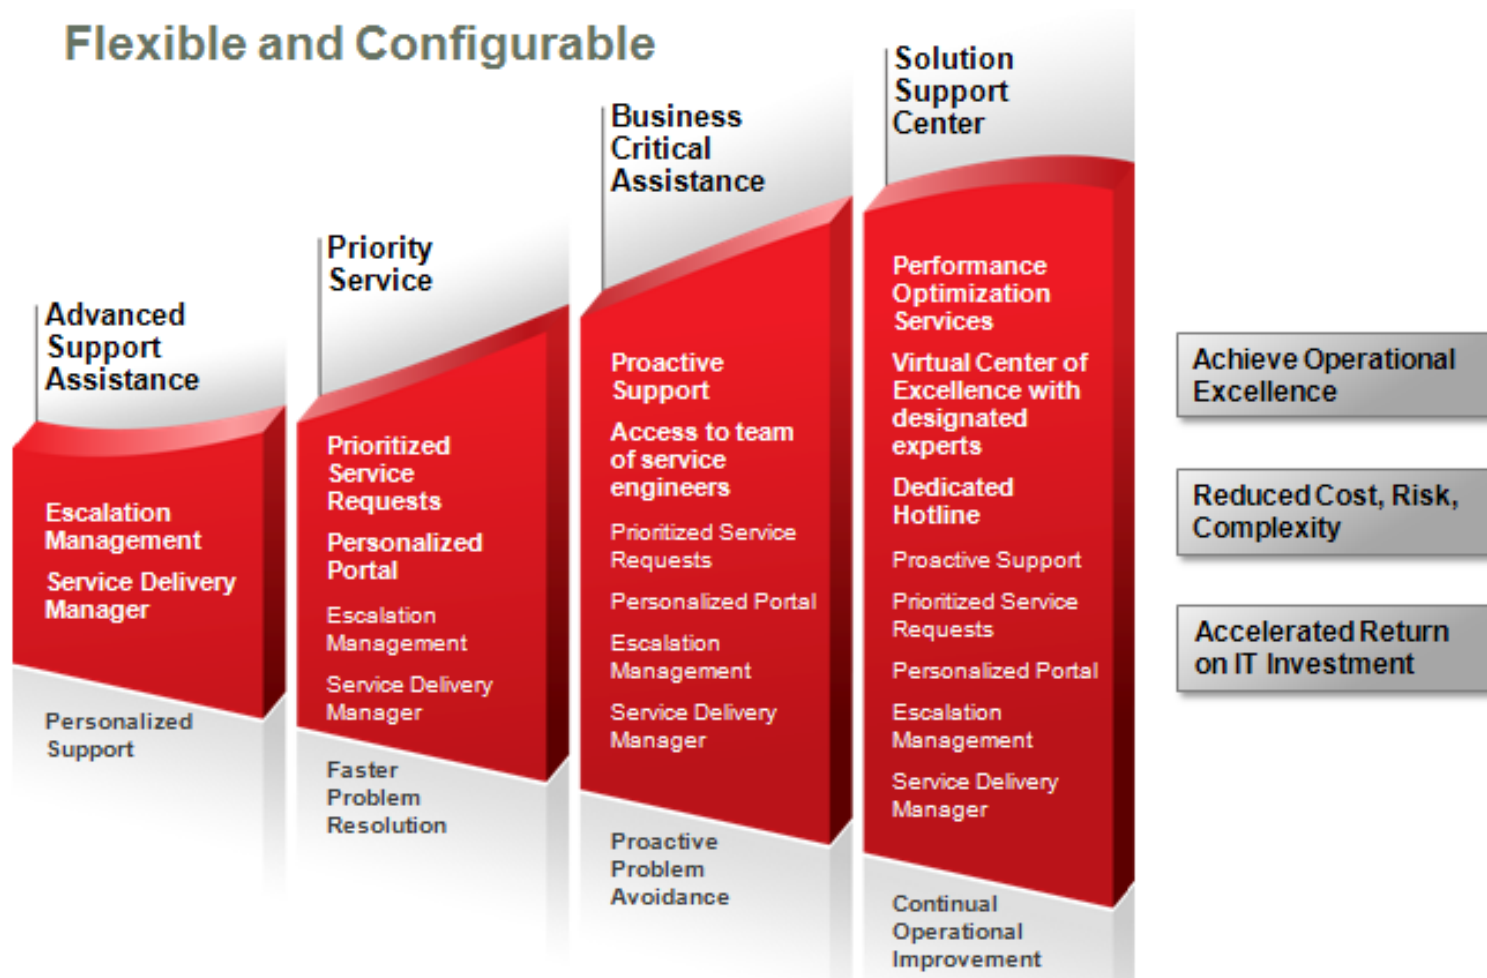 Flexible and Configurable
Advanced
Support
Assistance
Escalation
Management
Service Delivery
Manager
Personalized
Support
Priority
Service
Prioritized
Service
Requests
Personalized
Portal
Escalation
Management
Service Delivery
Manager
Faster
Problem
Resolution
Business
Critical
Assistance
Proactive
Support
Access to team
of service
engineers
Prioritized Service
Requests
Personalized Portal
Escalation
Management
Service Delivery
Manager
Proactive
Problem
Avoidance
Solution
Support
Center
Performance
Optimization
Services
Virtual Center of
Excellence with
designated
experts
Dedicated
Hotline
Proactive Support
Prioritized Service
Requests
Personalized Portal
Escalation
Management
Service Delivery
Manager
Continual
Operational
Improvement
Achieve Operational
Excellence
Reduced Cost, Risk,
Complexity
Accelerated Return
on IT Investment